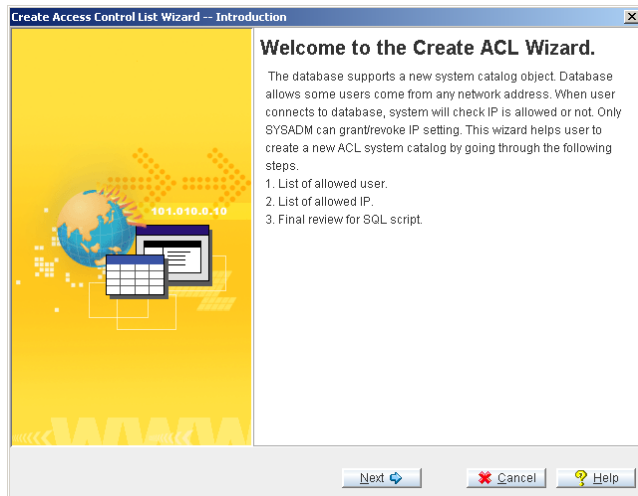 Create Access Control List Wizard -- Introduction
Welcome to the Create ACL Wizard.
The database supports a new system catalog object. Database
allows some users come from any network address. When user
connects to database, system will check IP is allowed or not. Only
SYSADM can grant/revoke IP setting. This wizard helps user to
create a new ACL system catalog by going through the following
steps.
1. List of allowed user.
2. List of allowed IP.
3. Final review for SQL script.
101.010.0.10
WWW
Next
Cancel
Help